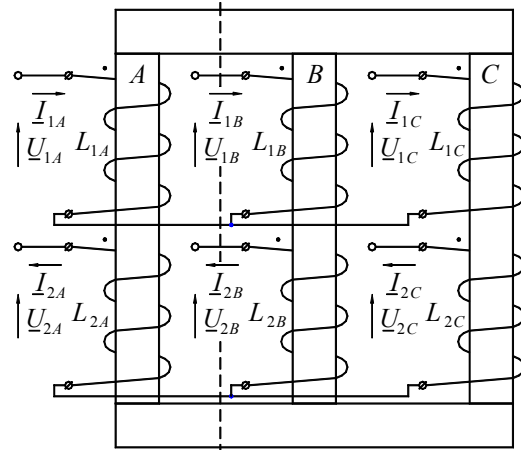 A B C
I1A I1B I1C
U1A L1A U1B L1B U1C L1C
I2A I2B I2C
U2A L2A U2B L2B U2C L2C